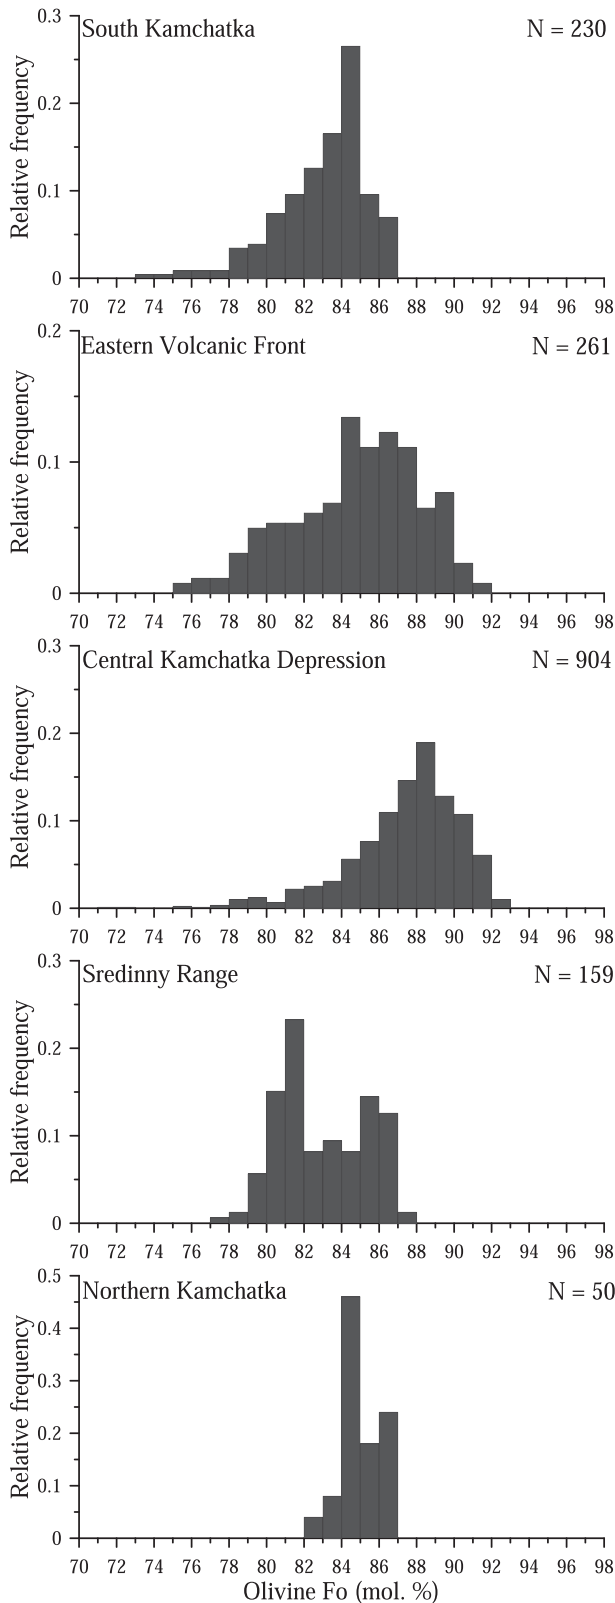 0.3
South Kamchatka
N = 230
0.2
0.1
0
Relative frequency
70 72 74 76 78 80 82 84 86 88 90 92 94 96 98
0.2
Eastern Volcanic Front
N = 261
0.1
0
Relative frequency
70 72 74 76 78 80 82 84 86 88 90 92 94 96 98
0.3
Central Kamchatka Depression
N = 904
0.2
0.1
0
Relative frequency
70 72 74 76 78 80 82 84 86 88 90 92 94 96 98
0.3
Sredinny Range
N = 159
0.2
0.1
0
Relative frequency
70 72 74 76 78 80 82 84 86 88 90 92 94 96 98
0.5
Northern Kamchatka
N = 50
0.4
0.3
0.2
0.1
0
Relative frequency
70 72 74 76 78 80 82 84 86 88 90 92 94 96 98
Olivine Fo (mol. %)